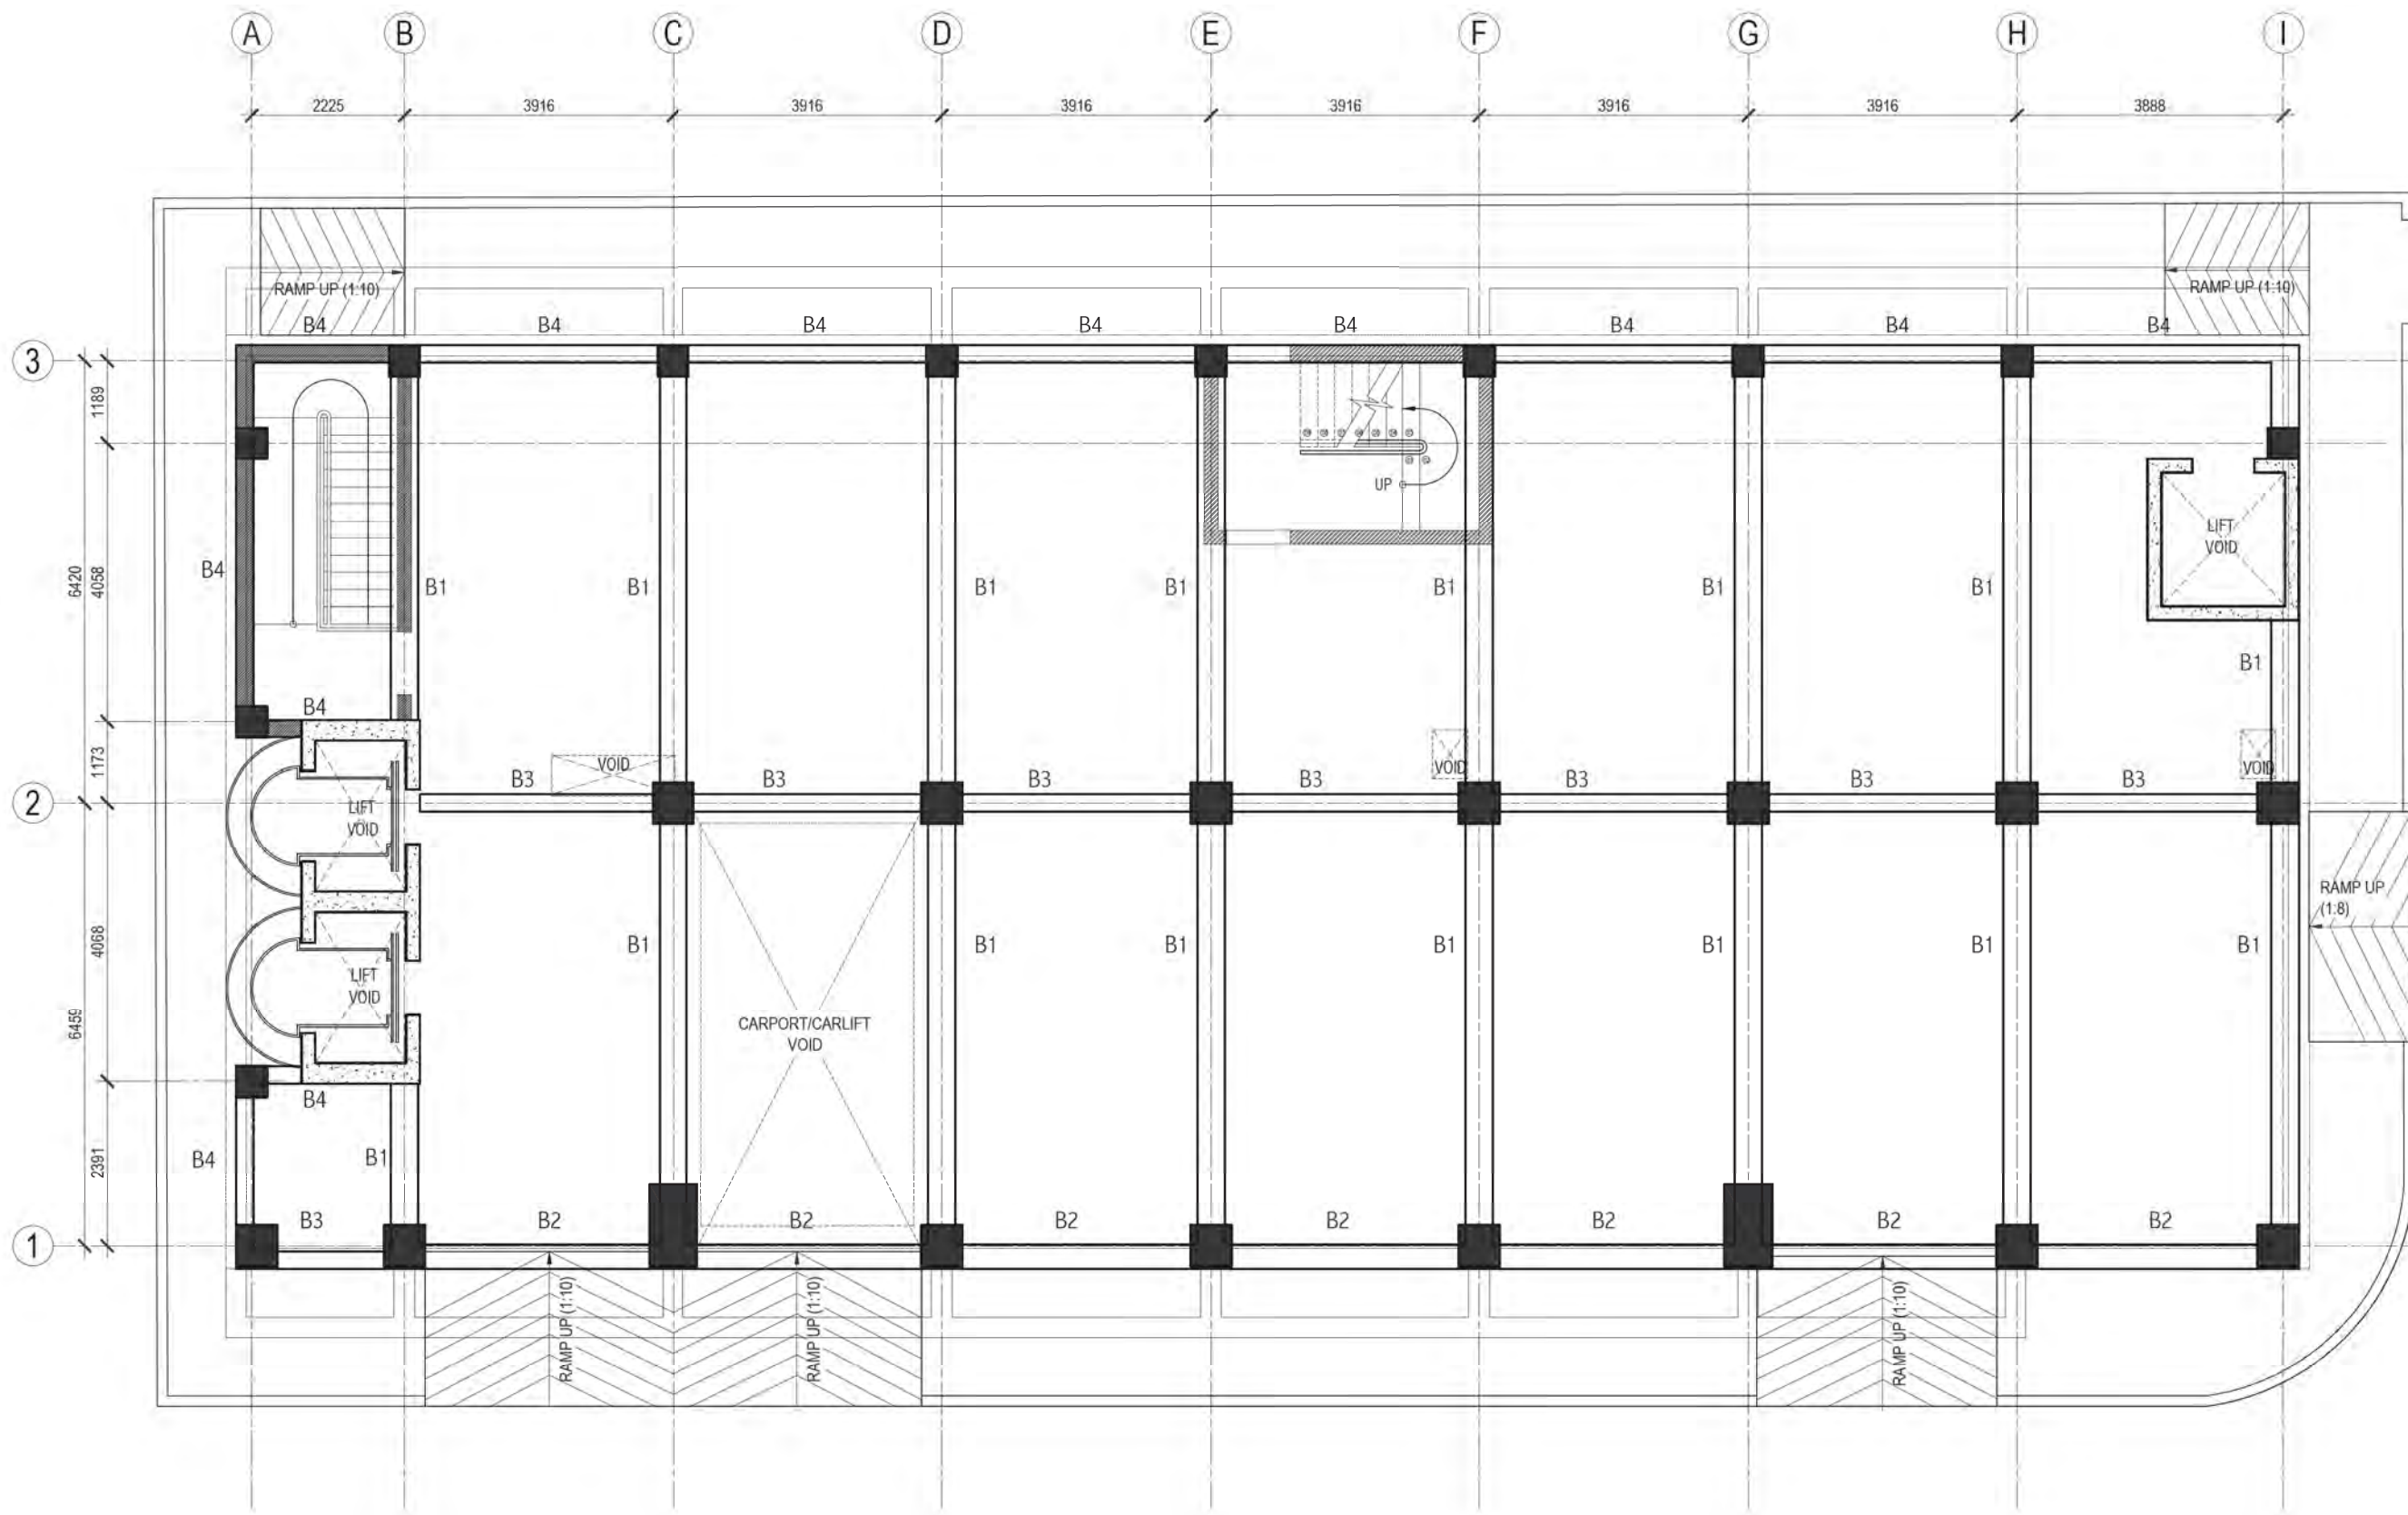 A B C D E F G H I
2225 3916 3916 3916 3916 3916 3916 3888
RAMP UP (1:10)
RAMP UP (1:10)
B4 B4 B4 B4 B4 B4 B4 B4
3
1189
UP
LIFT
VOID
6420
4058
B4 B1 B1 B1 B1 B1 B1 B1
B1
B4
1173
VOID
VOID
VOID
B3 B3 B3 B3 B3 B3 B3
2
LIFT
VOID
RAMP UP
(1:8)
4068
B1 B1 B1 B1 B1 B1 B1
LIFT
VOID
6459
CARPORT/CARLIFT
VOID
B4
2391
B4 B1
B3 B2 B2 B2 B2 B2 B2 B2
1
RAMP UP (1:10)
RAMP UP (1:10)
RAMP UP (1:10)